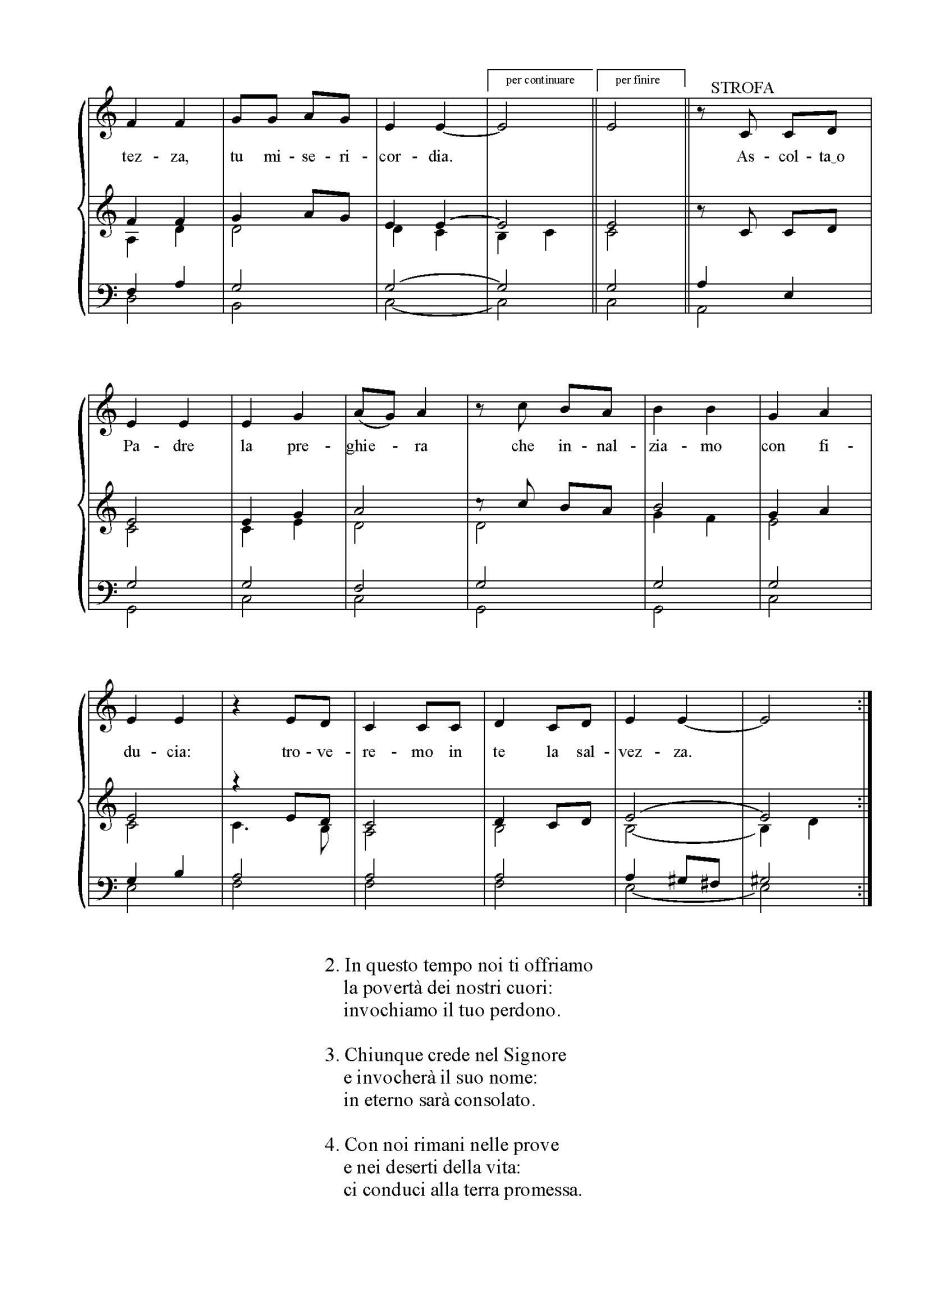 per continuare per finire
STROFA
tez - za, tu mi - se - ri - cor - dia. As - col - ta‿o
Pa - dre la pre - ghie - ra che in - nal - zia - mo con fi -
du - cia: tro - ve - re - mo in te la sal - vez - za.
2. In questo tempo noi ti offriamo
la povertà dei nostri cuori:
invochiamo il tuo perdono.
3. Chiunque crede nel Signore
e invocherà il suo nome:
in eterno sarà consolato.
4. Con noi rimani nelle prove
e nei deserti della vita:
ci conduci alla terra promessa.